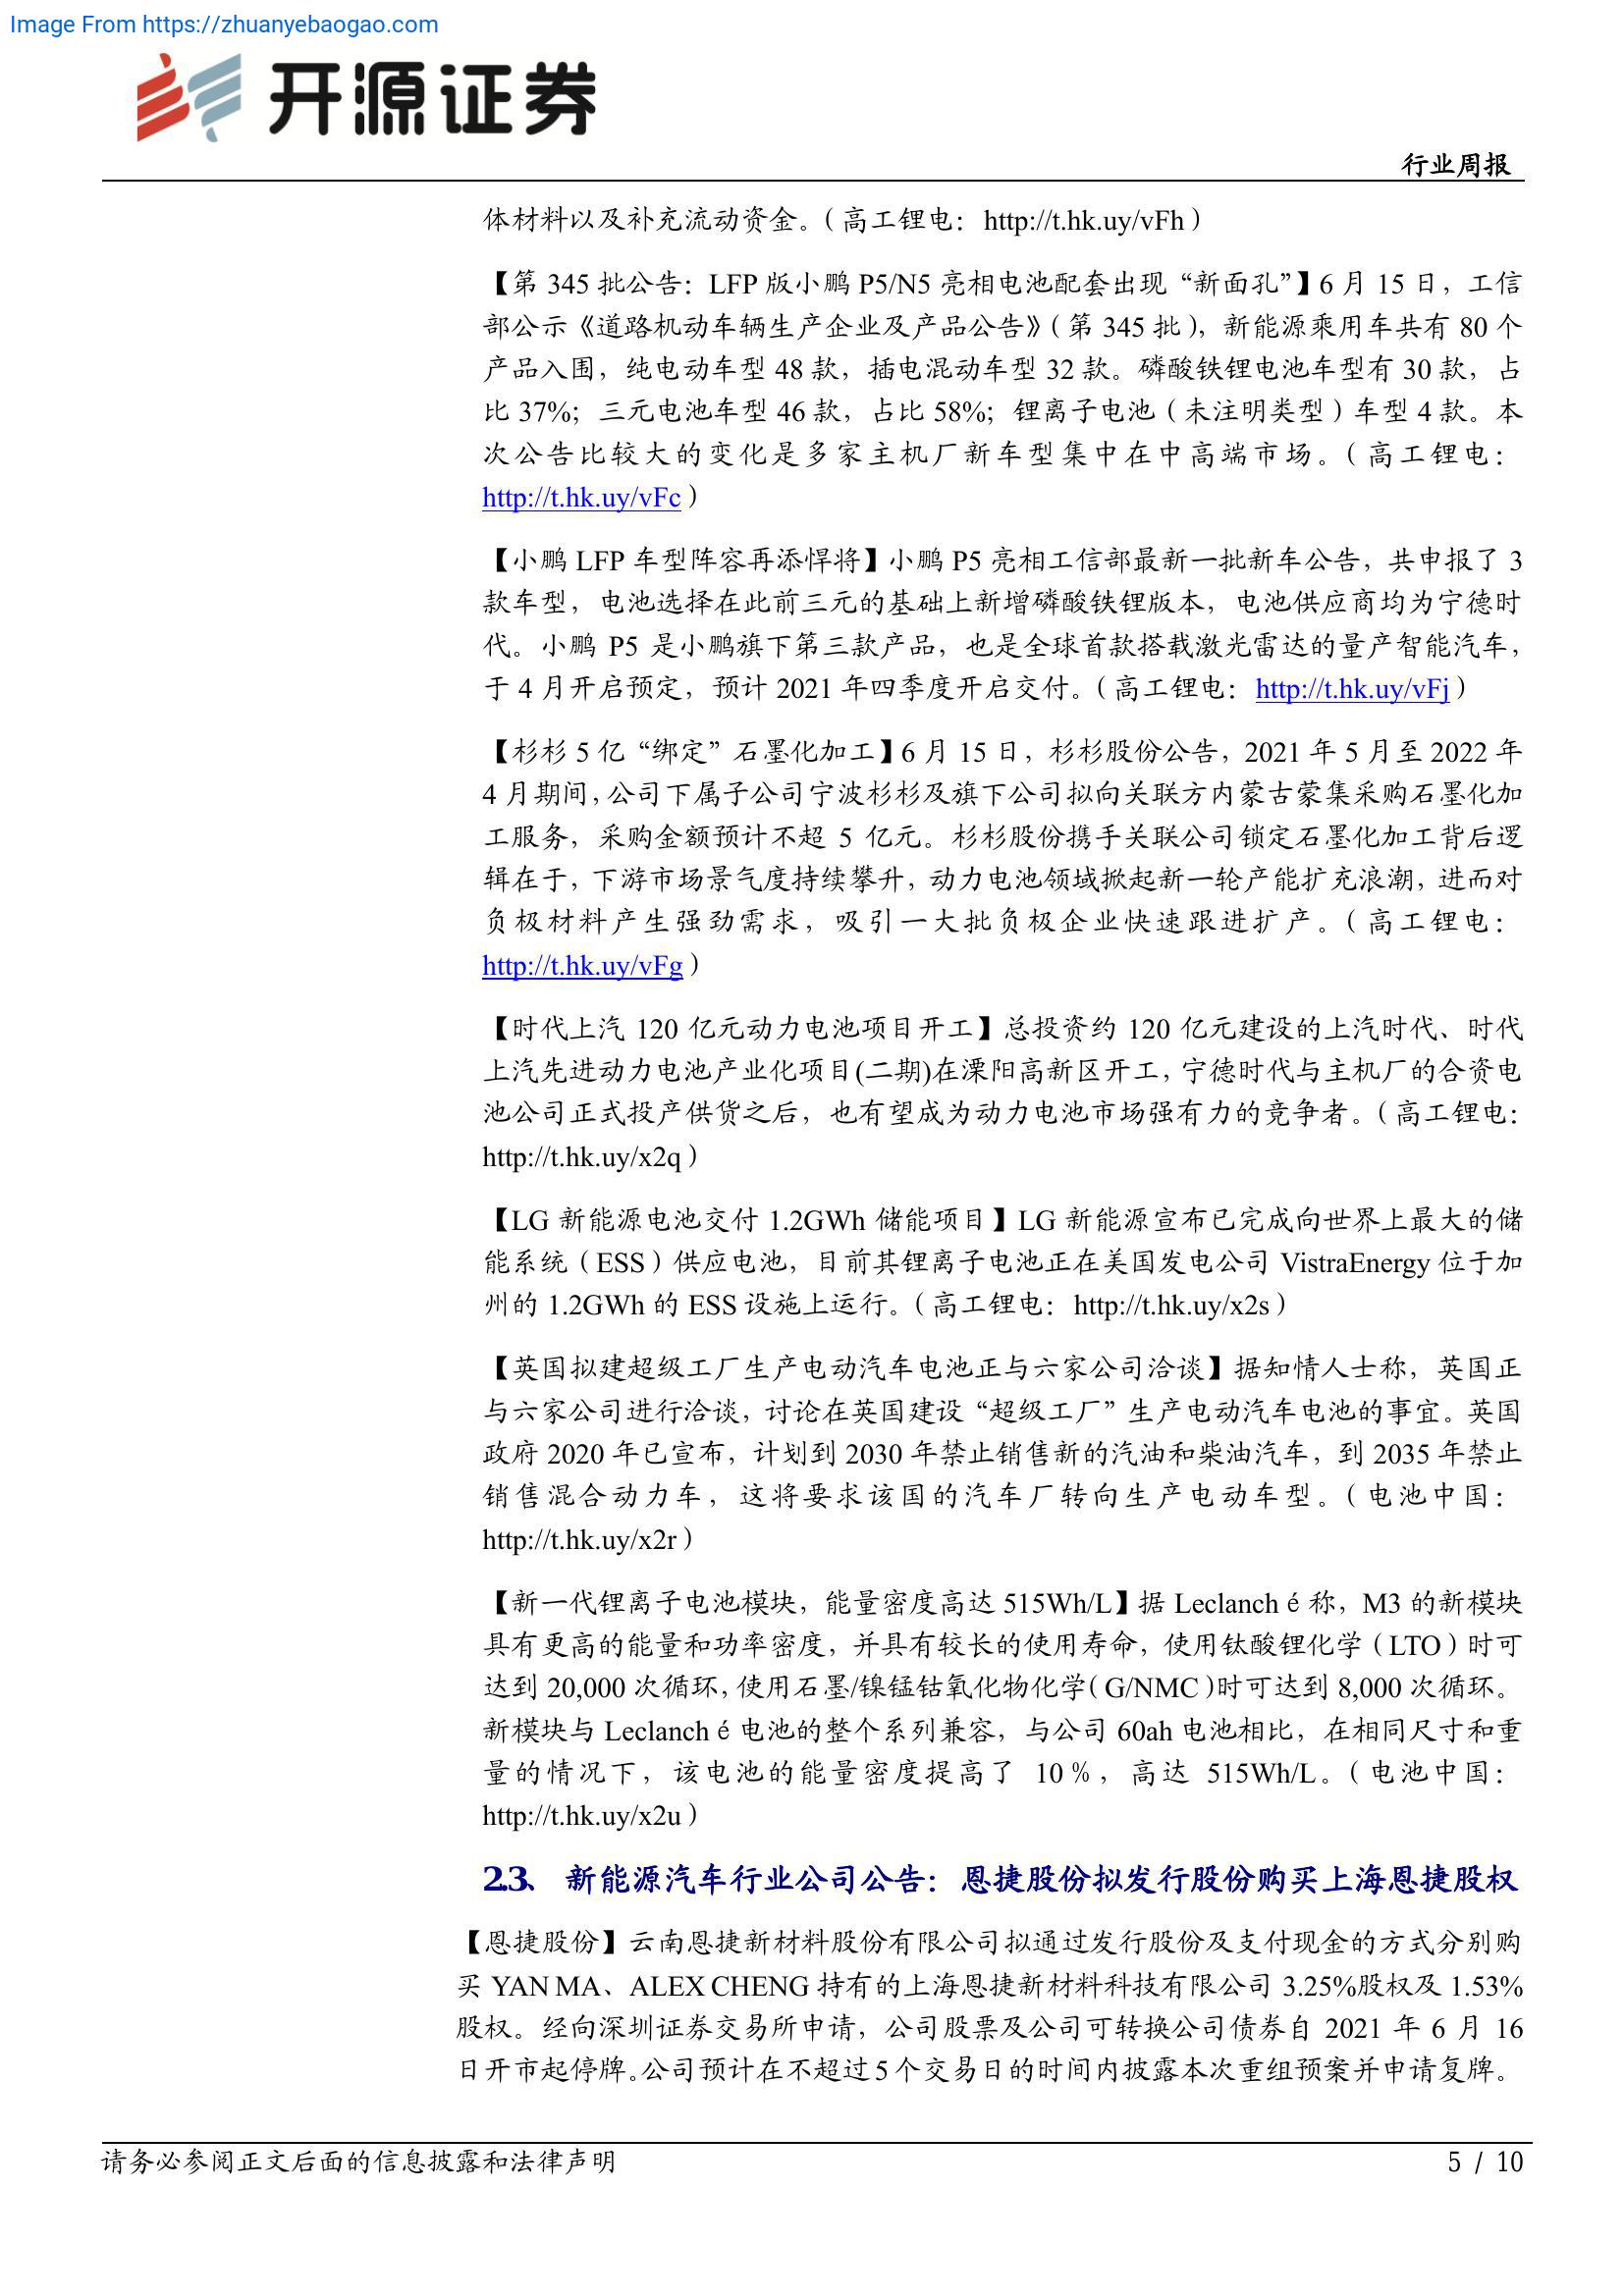 Image From https://zhuanyebaogao.com
开源证券
行业周报
体材料以及补充流动资金。（高工锂电：http://t.hk.uy/vFh）
【第 345 批公告：LFP 版小鹏 P5/N5 亮相电池配套出现“新面孔”】6 月 15 日，工信
部公示《道路机动车辆生产企业及产品公告》（第 345 批），新能源乘用车共有 80 个
产品入围，纯电动车型 48 款，插电混动车型 32 款。磷酸铁锂电池车型有 30 款，占
比 37%；三元电池车型 46 款，占比 58%；锂离子电池（未注明类型）车型 4 款。本
次公告比较大的变化是多家主机厂新车型集中在中高端市场。（高工锂电：
http://t.hk.uy/vFc）
【小鹏 LFP 车型阵容再添悍将】小鹏 P5 亮相工信部最新一批新车公告，共申报了 3
款车型，电池选择在此前三元的基础上新增磷酸铁锂版本，电池供应商均为宁德时
代。小鹏 P5 是小鹏旗下第三款产品，也是全球首款搭载激光雷达的量产智能汽车，
于 4 月开启预定，预计 2021 年四季度开启交付。（高工锂电：http://t.hk.uy/vFj）
【杉杉 5 亿“绑定”石墨化加工】6 月 15 日，杉杉股份公告，2021 年 5 月至 2022 年
4 月期间，公司下属子公司宁波杉杉及旗下公司拟向关联方内蒙古蒙集采购石墨化加
工服务，采购金额预计不超 5 亿元。杉杉股份携手关联公司锁定石墨化加工背后逻
辑在于，下游市场景气度持续攀升，动力电池领域掀起新一轮产能扩充浪潮，进而对
负极材料产生强劲需求，吸引一大批负极企业快速跟进扩产。（高工锂电：
http://t.hk.uy/vFg）
【时代上汽 120 亿元动力电池项目开工】总投资约 120 亿元建设的上汽时代、时代
上汽先进动力电池产业化项目(二期)在溧阳高新区开工，宁德时代与主机厂的合资电
池公司正式投产供货之后，也有望成为动力电池市场强有力的竞争者。（高工锂电：
http://t.hk.uy/x2q）
【LG 新能源电池交付 1.2GWh 储能项目】LG 新能源宣布已完成向世界上最大的储
能系统（ESS）供应电池，目前其锂离子电池正在美国发电公司 VistraEnergy 位于加
州的 1.2GWh 的 ESS 设施上运行。（高工锂电：http://t.hk.uy/x2s）
【英国拟建超级工厂生产电动汽车电池正与六家公司洽谈】据知情人士称，英国正
与六家公司进行洽谈，讨论在英国建设“超级工厂”生产电动汽车电池的事宜。英国
政府 2020 年已宣布，计划到 2030 年禁止销售新的汽油和柴油汽车，到 2035 年禁止
销售混合动力车，这将要求该国的汽车厂转向生产电动车型。（电池中国：
http://t.hk.uy/x2r）
【新一代锂离子电池模块，能量密度高达 515Wh/L】据 Leclanch é 称，M3 的新模块
具有更高的能量和功率密度，并具有较长的使用寿命，使用钛酸锂化学（LTO）时可
达到 20,000 次循环，使用石墨/镍锰钴氧化物化学（G/NMC）时可达到 8,000 次循环。
新模块与 Leclanch é 电池的整个系列兼容，与公司 60ah 电池相比，在相同尺寸和重
量的情况下，该电池的能量密度提高了 10％，高达 515Wh/L。（电池中国：
http://t.hk.uy/x2u）
2.3、 新能源汽车行业公司公告：恩捷股份拟发行股份购买上海恩捷股权
【恩捷股份】云南恩捷新材料股份有限公司拟通过发行股份及支付现金的方式分别购
买 YAN MA、ALEX CHENG 持有的上海恩捷新材料科技有限公司 3.25%股权及 1.53%
股权。经向深圳证券交易所申请，公司股票及公司可转换公司债券自 2021 年 6 月 16
日开市起停牌。公司预计在不超过 5 个交易日的时间内披露本次重组预案并申请复牌。
请务必参阅正文后面的信息披露和法律声明
5 / 10